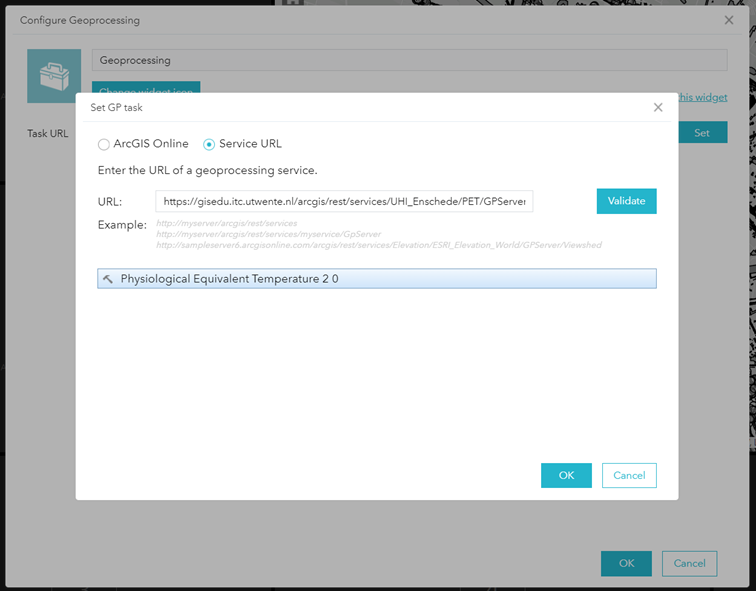 Configure Geoprocessing
Geoprocessing
Change widget icon
this widget
Task URL
Set
Set GP task
ArcGIS Online
Service URL
Enter the URL of a geoprocessing service.
URL:
https://gisedu.itc.utwente.nl/arcgis/rest/services/UHI_Enschede/PET/GPServer
Validate
Example:
http://myserver/arcgis/rest/services
http://myserver/arcgis/rest/services/myservice/GpServer
http://sampleserver6.arcgisonline.com/arcgis/rest/services/Elevation/ESRI_Elevation_World/GPServer/Viewshed
Physiological Equivalent Temperature 2 0
OK
Cancel
OK
Cancel